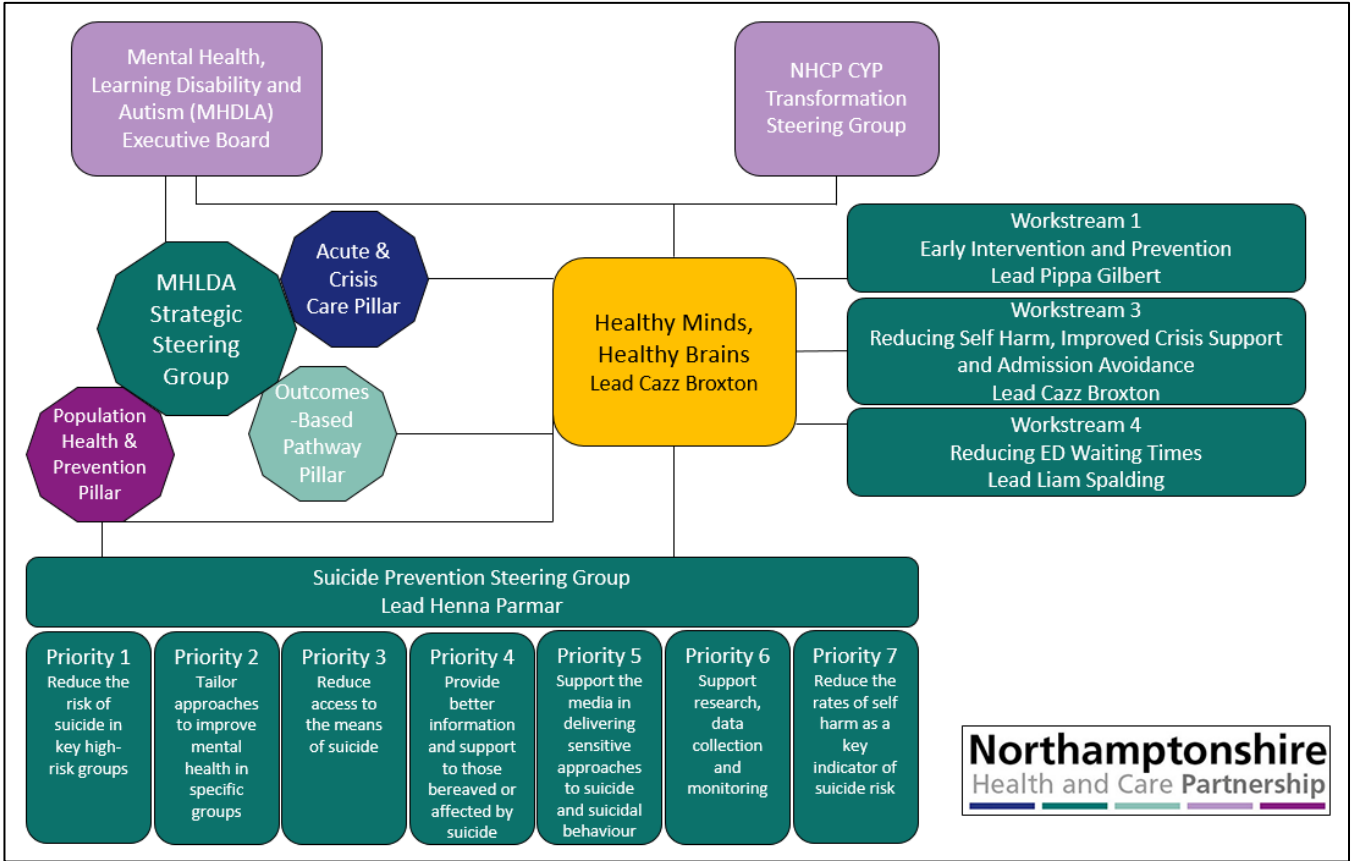 Mental Health,
Learning Disability and
Autism (MHDLA)
Executive Board
NHCP CYP
Transformation
Steering Group
MHLDA
Strategic
Steering
Group
Acute &
Crisis
Care Pillar
Outcomes
-Based
Pathway
Pillar
Population
Health &
Prevention
Pillar
Healthy Minds,
Healthy Brains
Lead Cazz Broxton
Workstream 1
Early Intervention and Prevention
Lead Pippa Gilbert
Workstream 3
Reducing Self Harm, Improved Crisis Support
and Admission Avoidance
Lead Cazz Broxton
Workstream 4
Reducing ED Waiting Times
Lead Liam Spalding
Suicide Prevention Steering Group
Lead Henna Parmar
Priority 1
Reduce the
risk of
suicide in
key high-
risk groups
Priority 2
Tailor
approaches
to improve
mental
health in
specific
groups
Priority 3
Reduce
access to
the means
of suicide
Priority 4
Provide
better
information
and support
to those
bereaved or
affected by
suicide
Priority 5
Support the
media in
delivering
sensitive
approaches
to suicide
and suicidal
behaviour
Priority 6
Support
research,
data
collection
and
monitoring
Priority 7
Reduce the
rates of self
harm as a
key
indicator of
suicide risk
Northamptonshire
Health and Care Partnership